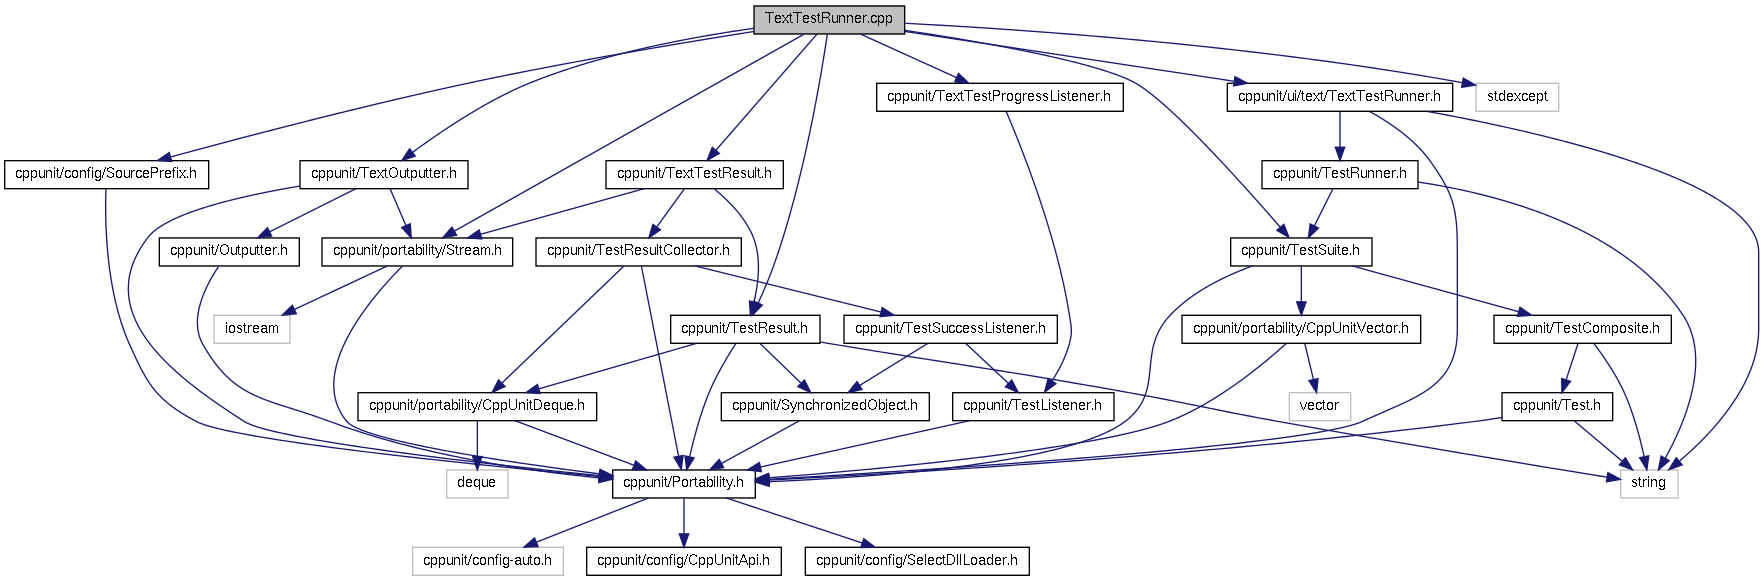 TextTestRunner.cpp
cppunit/TextTestProgressListener.h
cppunit/ui/text/TextTestRunner.h
stdexcept
cppunit/config/SourcePrefix.h
cppunit/TextOutputter.h
cppunit/TextTestResult.h
cppunit/TestRunner.h
cppunit/Outputter.h
cppunit/portability/Stream.h
cppunit/TestResultCollector.h
cppunit/TestSuite.h
iostream
cppunit/TestResult.h
cppunit/TestSuccessListener.h
cppunit/portability/CppUnitVector.h
cppunit/TestComposite.h
cppunit/portability/CppUnitDeque.h
cppunit/SynchronizedObject.h
cppunit/TestListener.h
vector
cppunit/Test.h
deque
cppunit/Portability.h
string
cppunit/config-auto.h
cppunit/config/CppUnitApi.h
cppunit/config/SelectDllLoader.h